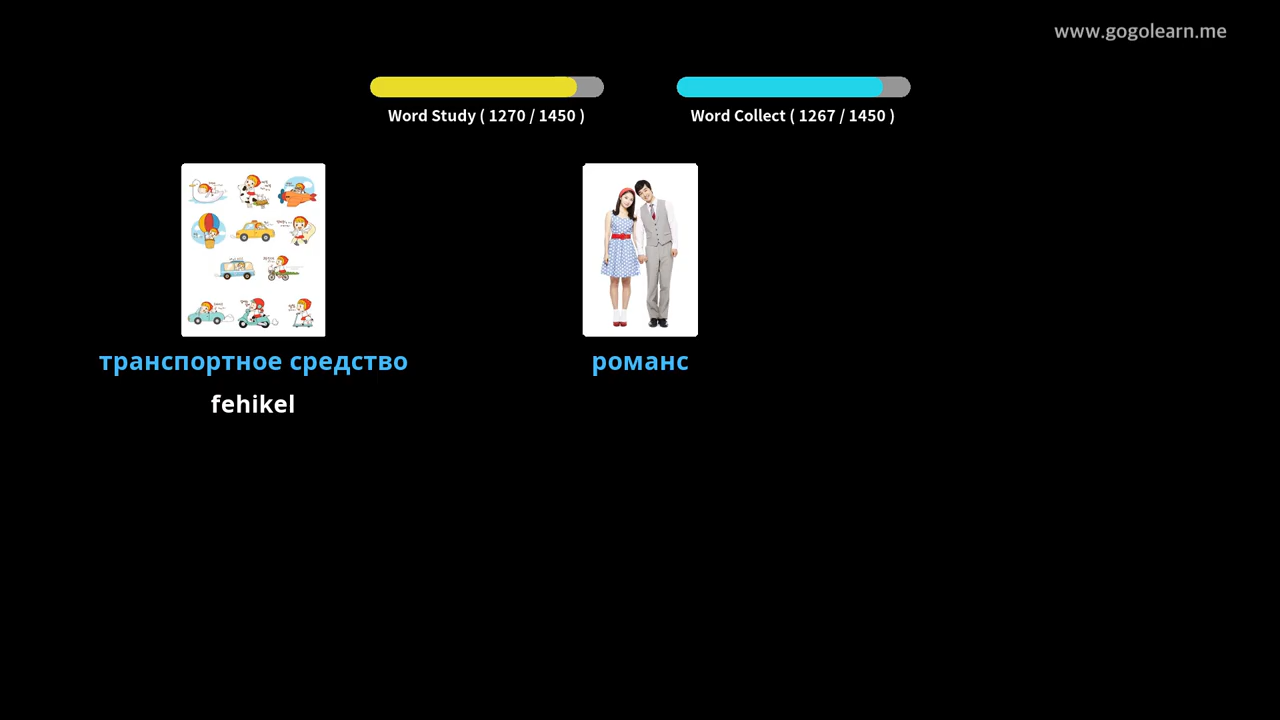 www.gogolearn.me
Word Study ( 1270 / 1450 )
Word Collect ( 1267 / 1450 )
транспортное средство
романс
fehikel